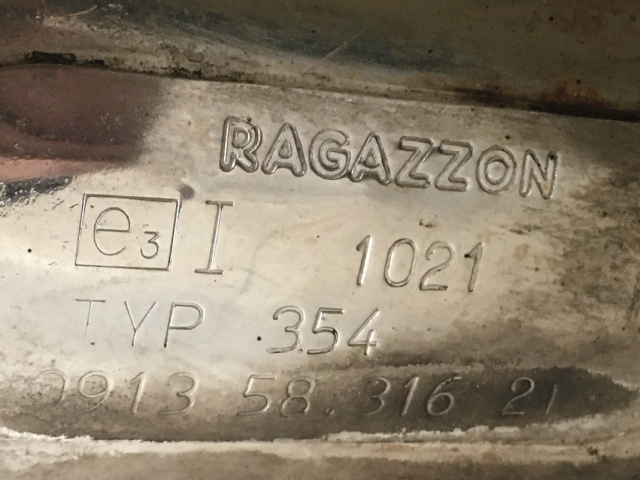 RAGAZZON
e3 I 1021
TYP 354
0913 58.316 21